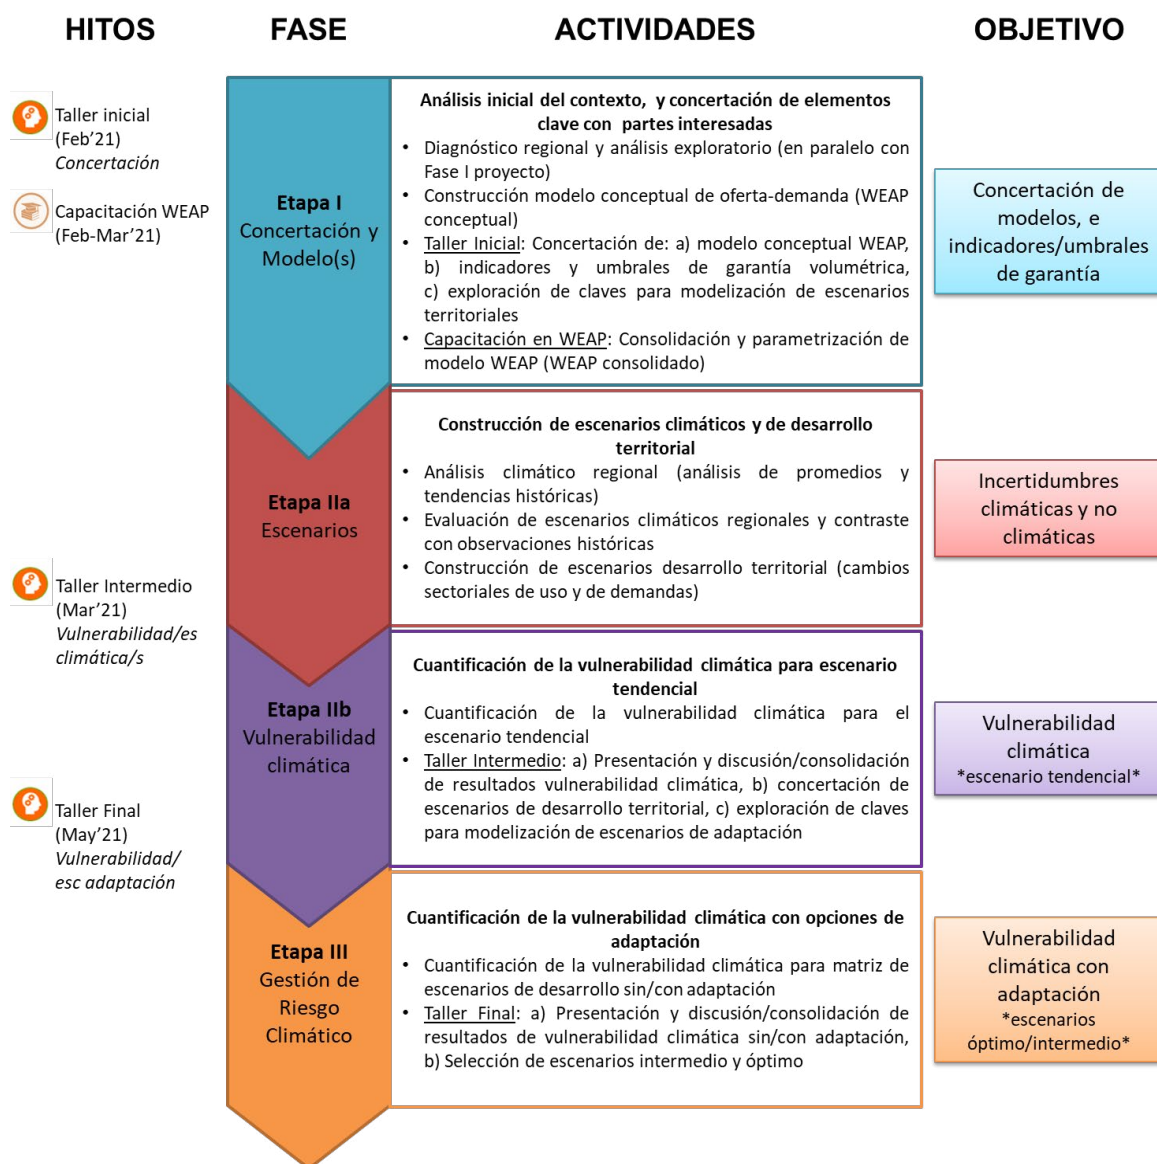 HITOS
FASE
ACTIVIDADES
OBJETIVO
Taller inicial
(Feb'21)
Concertación
Capacitación WEAP
(Feb-Mar'21)
Etapa I
Concertación y
Modelo(s)
Análisis inicial del contexto, y concertación de elementos
clave con partes interesadas
• Diagnóstico regional y análisis exploratorio (en paralelo con
Fase I proyecto)
• Construcción modelo conceptual de oferta-demanda (WEAP
conceptual)
• Taller Inicial: Concertación de: a) modelo conceptual WEAP,
b) indicadores y umbrales de garantía volumétrica,
c) exploración de claves para modelización de escenarios
territoriales
• Capacitación en WEAP: Consolidación y parametrización de
modelo WEAP (WEAP consolidado)
Concertación de
modelos, e
indicadores/umbrales
de garantía
Etapa IIa
Escenarios
Construcción de escenarios climáticos y de desarrollo
territorial
• Análisis climático regional (análisis de promedios y
tendencias históricas)
• Evaluación de escenarios climáticos regionales y contraste
con observaciones históricas
• Construcción de escenarios desarrollo territorial (cambios
sectoriales de uso y de demandas)
Incertidumbres
climáticas y no
climáticas
Taller Intermedio
(Mar'21)
Vulnerabilidad/es
climática/s
Etapa IIb
Vulnerabilidad
climática
Cuantificación de la vulnerabilidad climática para escenario
tendencial
• Cuantificación de la vulnerabilidad climática para el
escenario tendencial
• Taller Intermedio: a) Presentación y discusión/consolidación
de resultados vulnerabilidad climática, b) concertación de
escenarios de desarrollo territorial, c) exploración de claves
para modelización de escenarios de adaptación
Vulnerabilidad
climática
*escenario tendencial*
Taller Final
(May'21)
Vulnerabilidad/
esc adaptación
Etapa III
Gestión de
Riesgo
Climático
Cuantificación de la vulnerabilidad climática con opciones de
adaptación
• Cuantificación de la vulnerabilidad climática para matriz de
escenarios de desarrollo sin/con adaptación
• Taller Final: a) Presentación y discusión/consolidación de
resultados de vulnerabilidad climática sin/con adaptación,
b) Selección de escenarios intermedio y óptimo
Vulnerabilidad
climática con
adaptación
*escenarios
óptimo/intermedio*